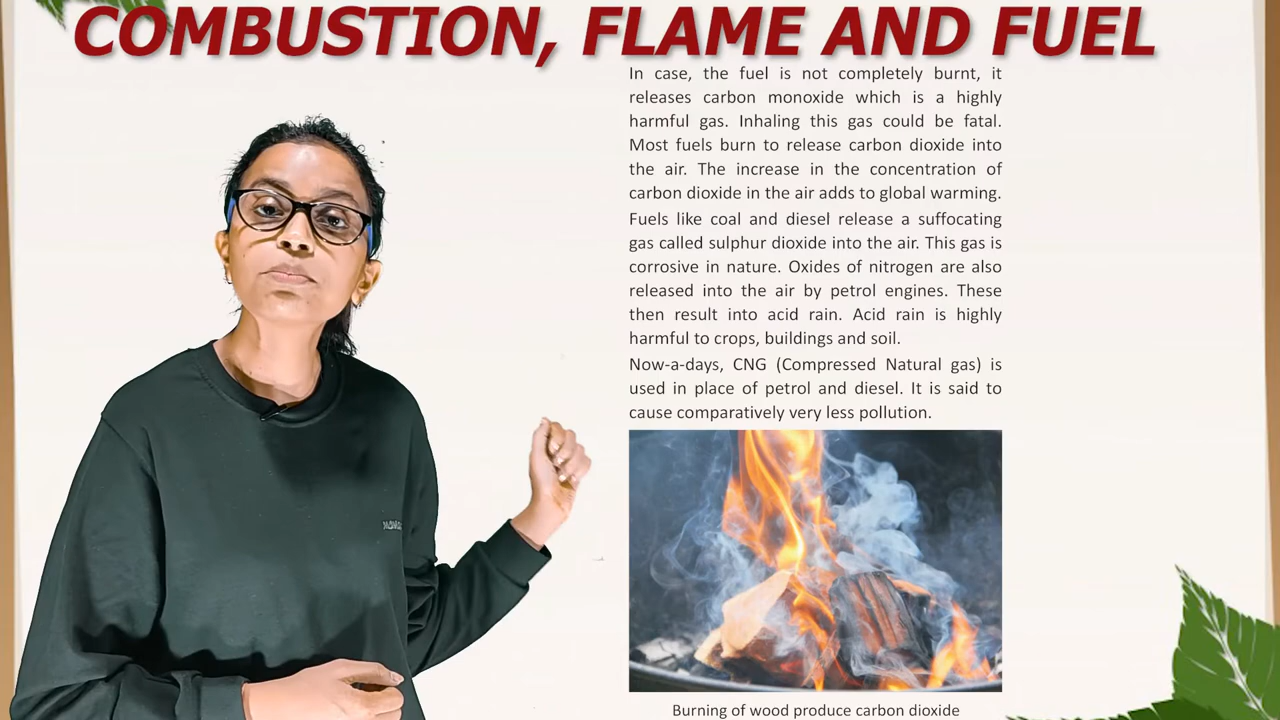 COMBUSTION, FLAME AND FUEL
In case, the fuel is not completely burnt, it
releases carbon monoxide which is a highly
harmful gas. Inhaling this gas could be fatal.
Most fuels burn to release carbon dioxide into
the air. The increase in the concentration of
carbon dioxide in the air adds to global warming.
Fuels like coal and diesel release a suffocating
gas called sulphur dioxide into the air. This gas is
corrosive in nature. Oxides of nitrogen are also
released into the air by petrol engines. These
then result into acid rain. Acid rain is highly
harmful to crops, buildings and soil.
Now-a-days, CNG (Compressed Natural gas) is
used in place of petrol and diesel. It is said to
cause comparatively very less pollution.
Burning of wood produce carbon dioxide